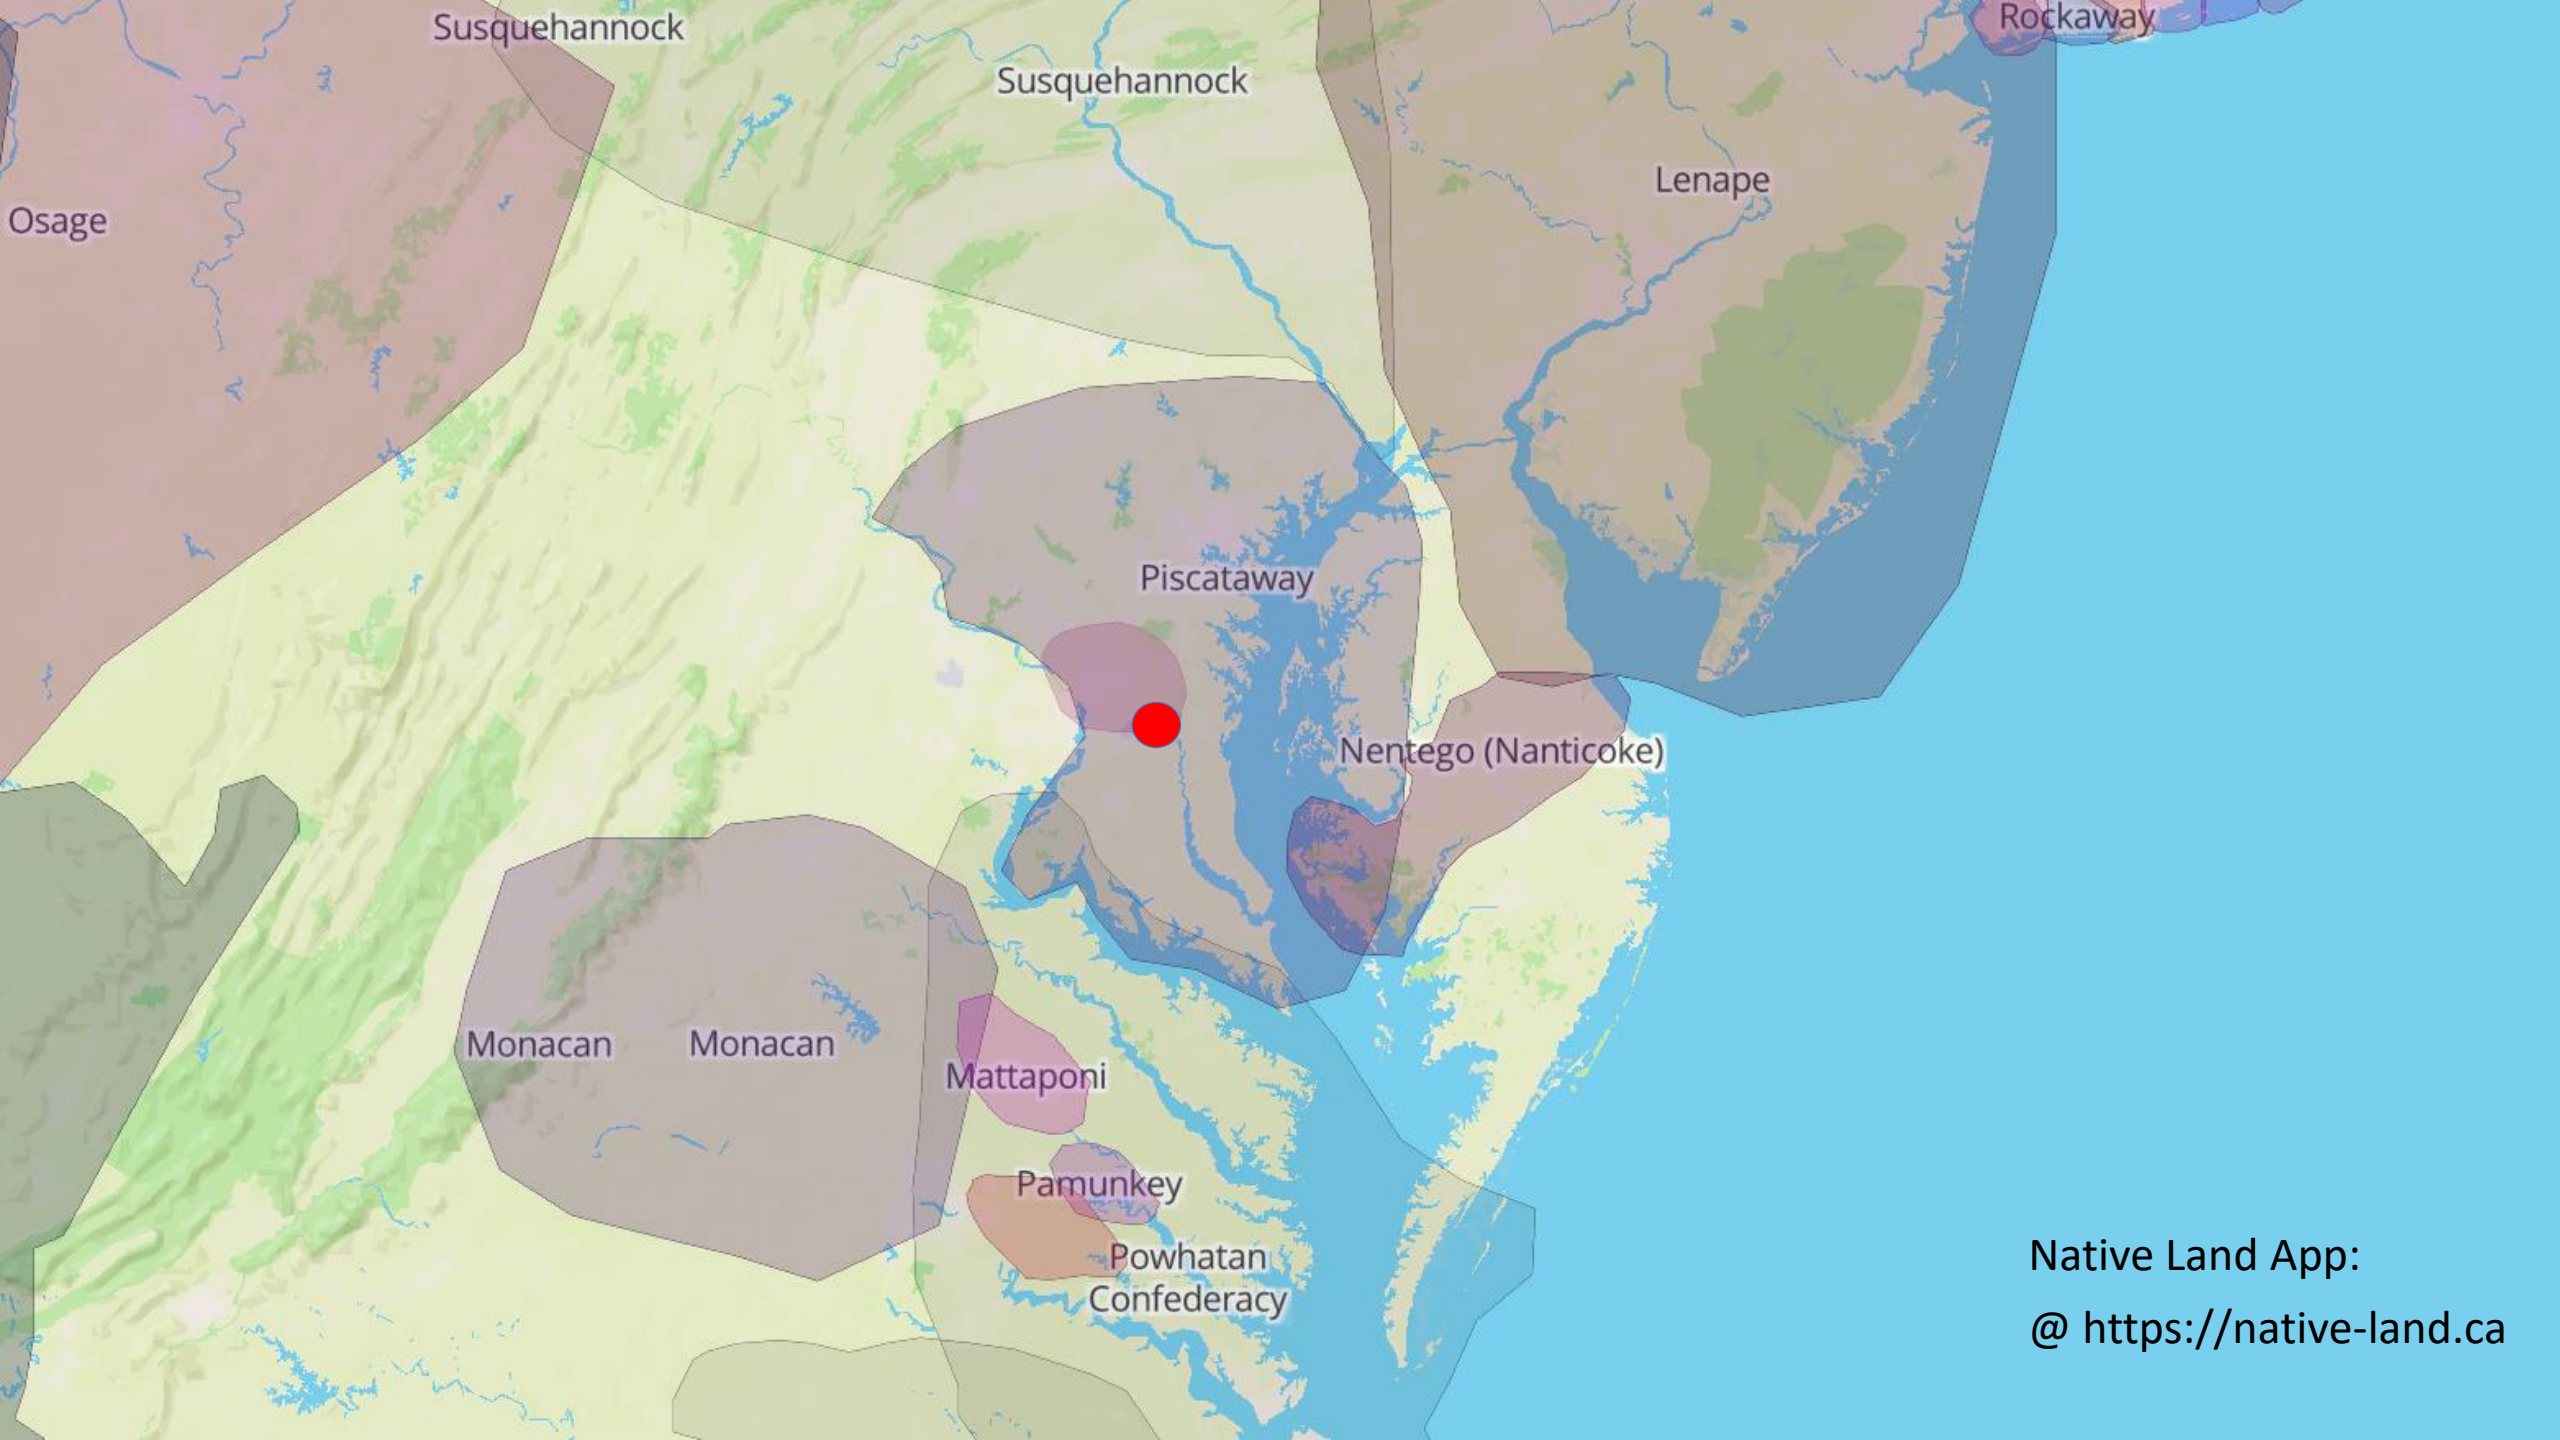 Rockaway
Susquehannock
Susquehannock
Lenape
Osage
Piscataway
Nentego (Nanticoke)
Monacan
Monacan
Mattaponi
Pamunkey
Powhatan
Confederacy
Native Land App:
@ https://native-land.ca